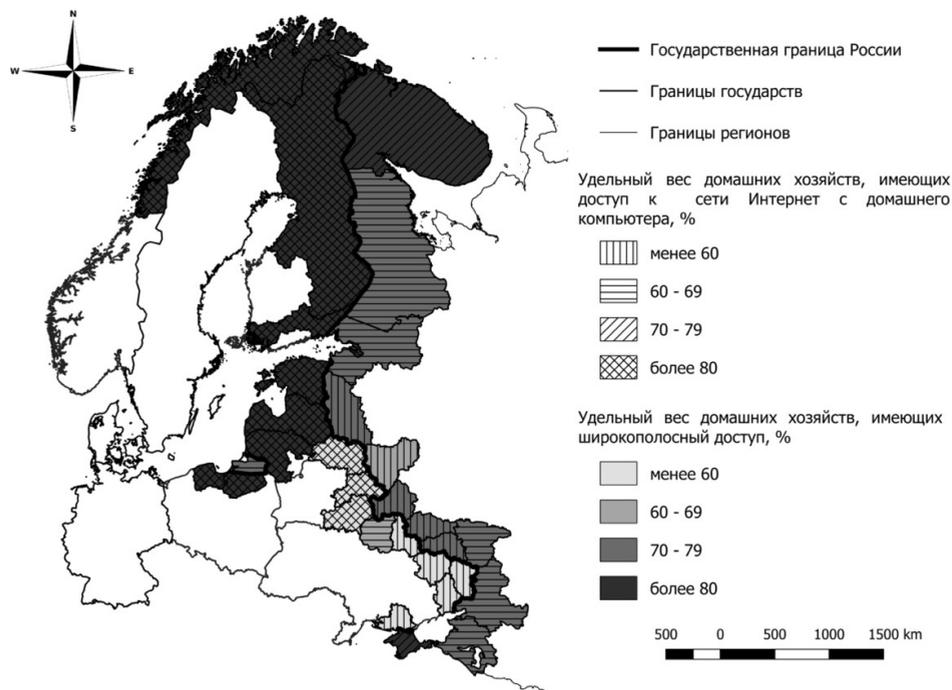 N
W
E
S
Государственная граница России
Границы государств
Границы регионов
Удельный вес домашних хозяйств, имеющих
доступ к сети Интернет с домашнего
компьютера, %
менее 60
60 - 69
70 - 79
более 80
Удельный вес домашних хозяйств, имеющих
широкополосный доступ, %
менее 60
60 - 69
70 - 79
более 80
500 0 500 1000 1500 km